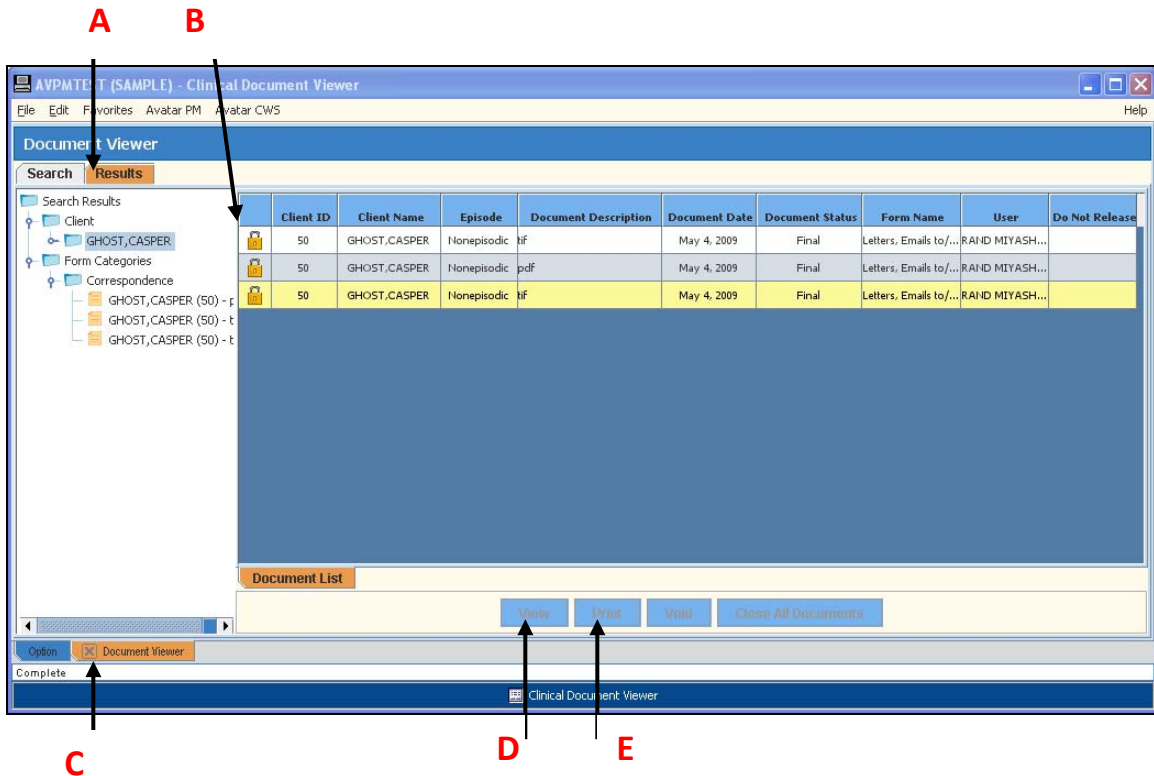 A B
AVPMTEST (SAMPLE) - Clinical Document Viewer
File Edit Favorites Avatar PM Avatar CWS Help
Document Viewer
Search Results
Search Results
Client
GHOST,CASPER
Form Categories
Correspondence
GHOST,CASPER (50) - p
GHOST,CASPER (50) - t
GHOST,CASPER (50) - t
Client ID Client Name Episode Document Description Document Date Document Status Form Name User Do Not Release
50 GHOST,CASPER Nonepisodic tif May 4, 2009 Final Letters, Emails to/... RAND MIYASH...
50 GHOST,CASPER Nonepisodic pdf May 4, 2009 Final Letters, Emails to/... RAND MIYASH...
50 GHOST,CASPER Nonepisodic tif May 4, 2009 Final Letters, Emails to/... RAND MIYASH...
Document List
View Print Void Close All Documents
Option Document Viewer
Complete
Clinical Document Viewer
C D E